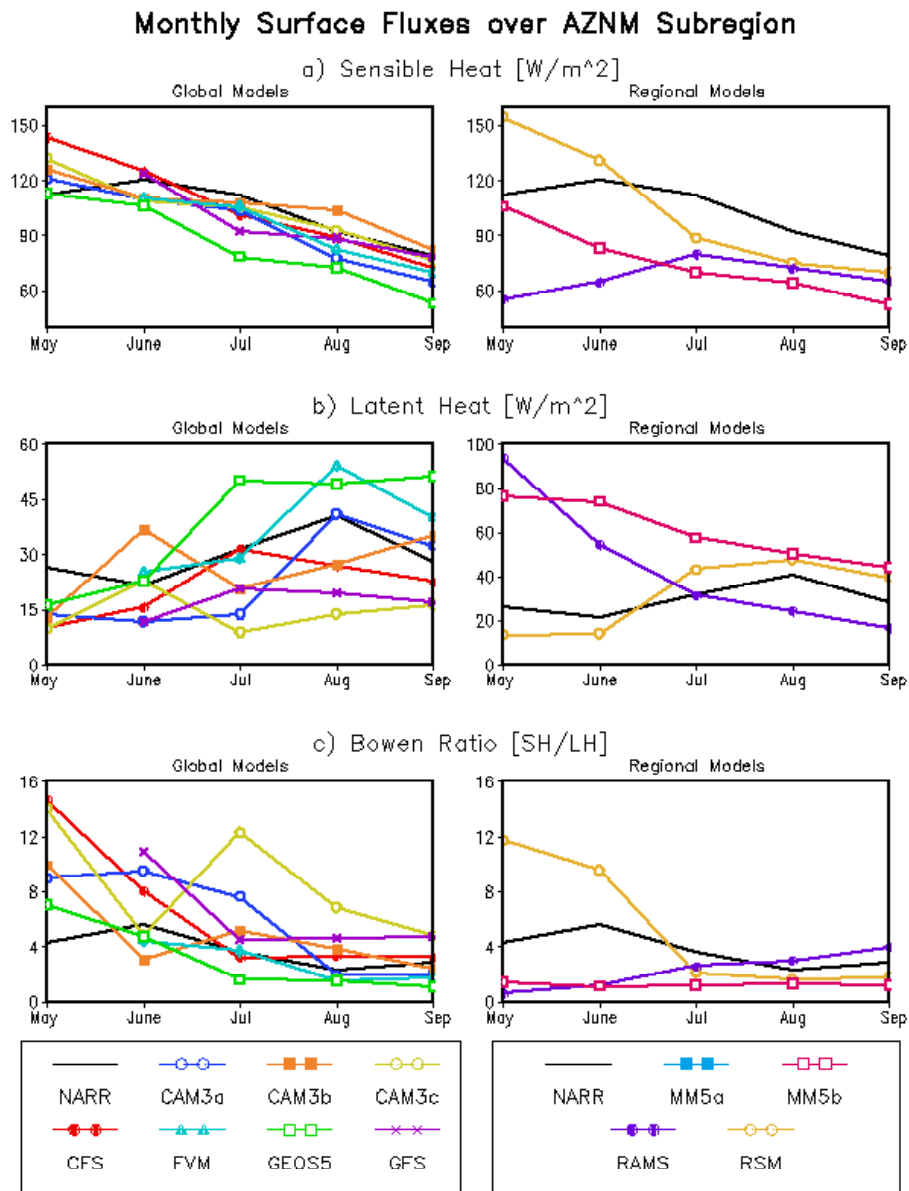 Monthly Surface Fluxes over AZNM Subregion
a) Sensible Heat [W/m^2]
Global Models
Regional Models
150
120
90
60
May June Jul Aug Sep
150
120
90
60
May June Jul Aug Sep
b) Latent Heat [W/m^2]
Global Models
Regional Models
60
45
30
15
0
May June Jul Aug Sep
100
80
60
40
20
0
May June Jul Aug Sep
c) Bowen Ratio [SH/LH]
Global Models
Regional Models
16
12
8
4
0
May June Jul Aug Sep
16
12
8
4
0
May June Jul Aug Sep
NARR CAM3a CAM3b CAM3c
CFS FVM GEOS5 GFS
NARR MM5a MM5b
RAMS RSM